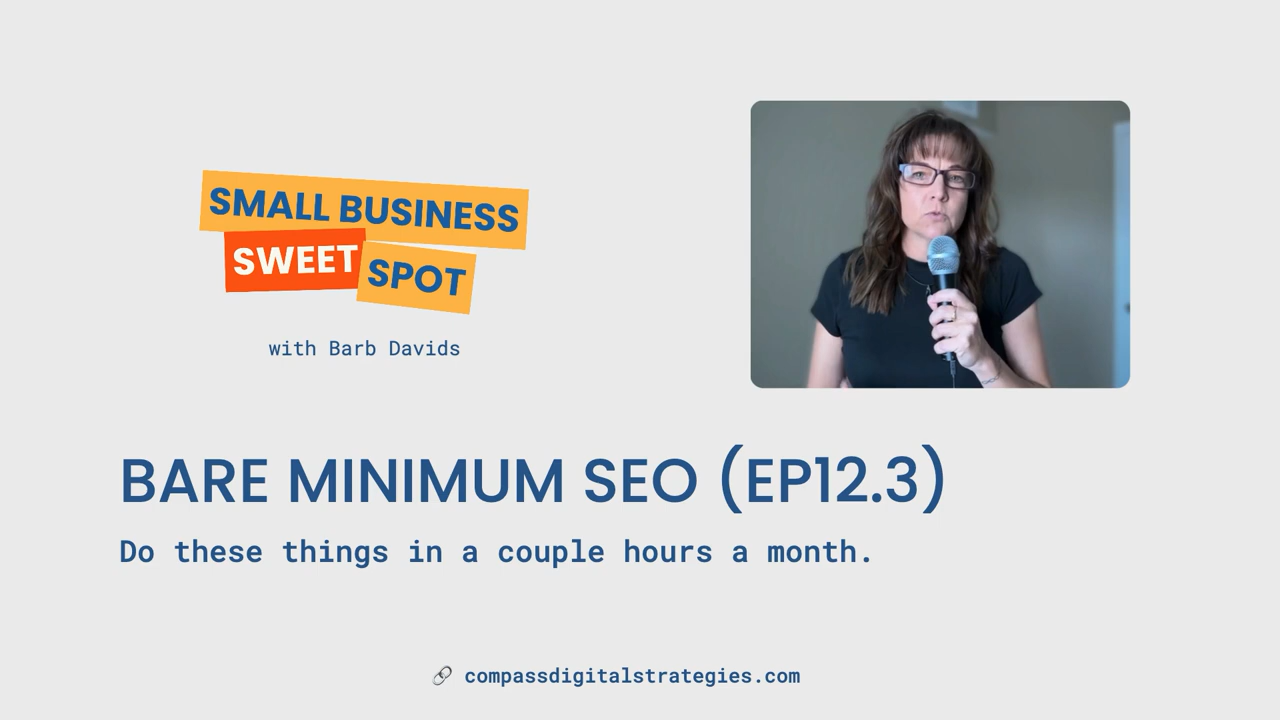 SMALL BUSINESS
SWEET SPOT
with Barb Davids
BARE MINIMUM SEO (EP12.3)
Do these things in a couple hours a month.
compassdigitalstrategies.com